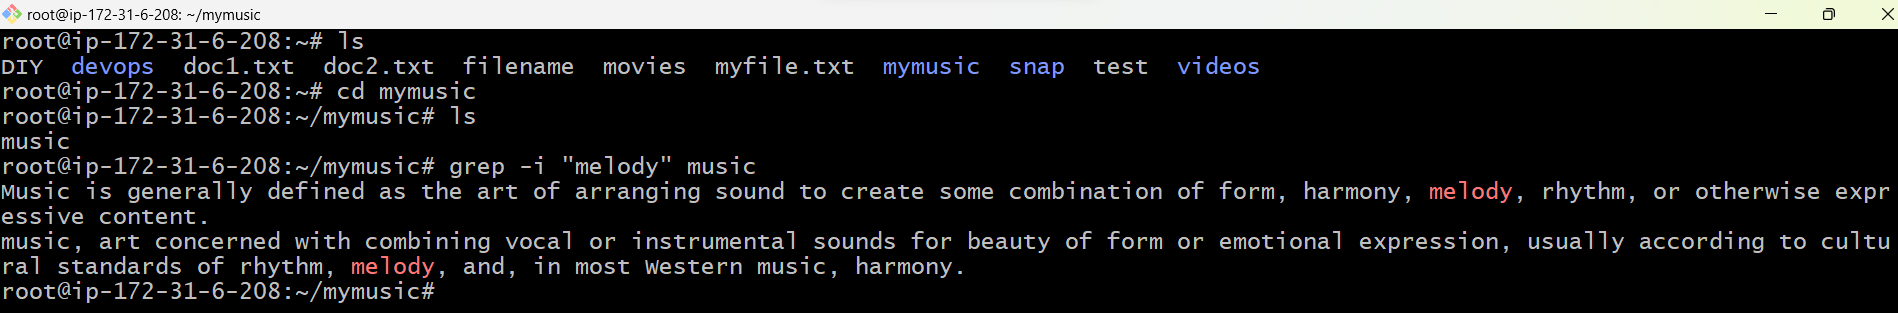 root@ip-172-31-6-208: ~/mymusic
root@ip-172-31-6-208:~# ls
DIY  devops  doc1.txt  doc2.txt  filename  movies  myfile.txt  mymusic  snap  test  videos
root@ip-172-31-6-208:~# cd mymusic
root@ip-172-31-6-208:~/mymusic# ls
music
root@ip-172-31-6-208:~/mymusic# grep -i "melody" music
Music is generally defined as the art of arranging sound to create some combination of form, harmony, melody, rhythm, or otherwise expr
essive content.
music, art concerned with combining vocal or instrumental sounds for beauty of form or emotional expression, usually according to cultu
ral standards of rhythm, melody, and, in most Western music, harmony.
root@ip-172-31-6-208:~/mymusic#